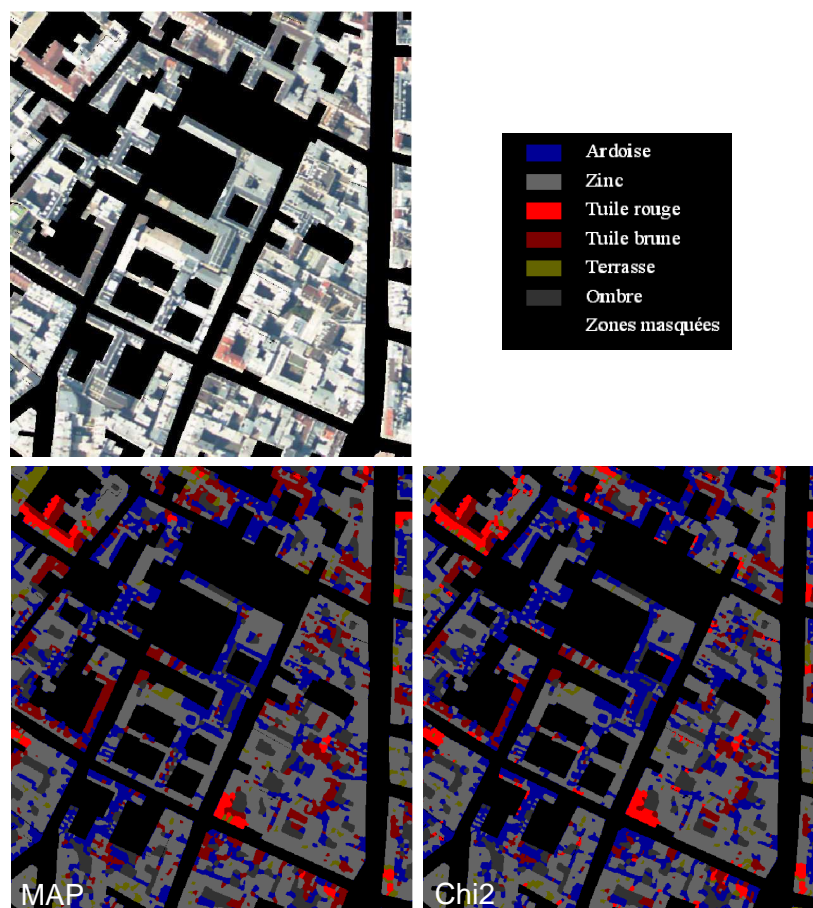 Ardoise
Zinc
Tuile rouge
Tuile brune
Terrasse
Ombre
Zones masquées
MAP
Chi2